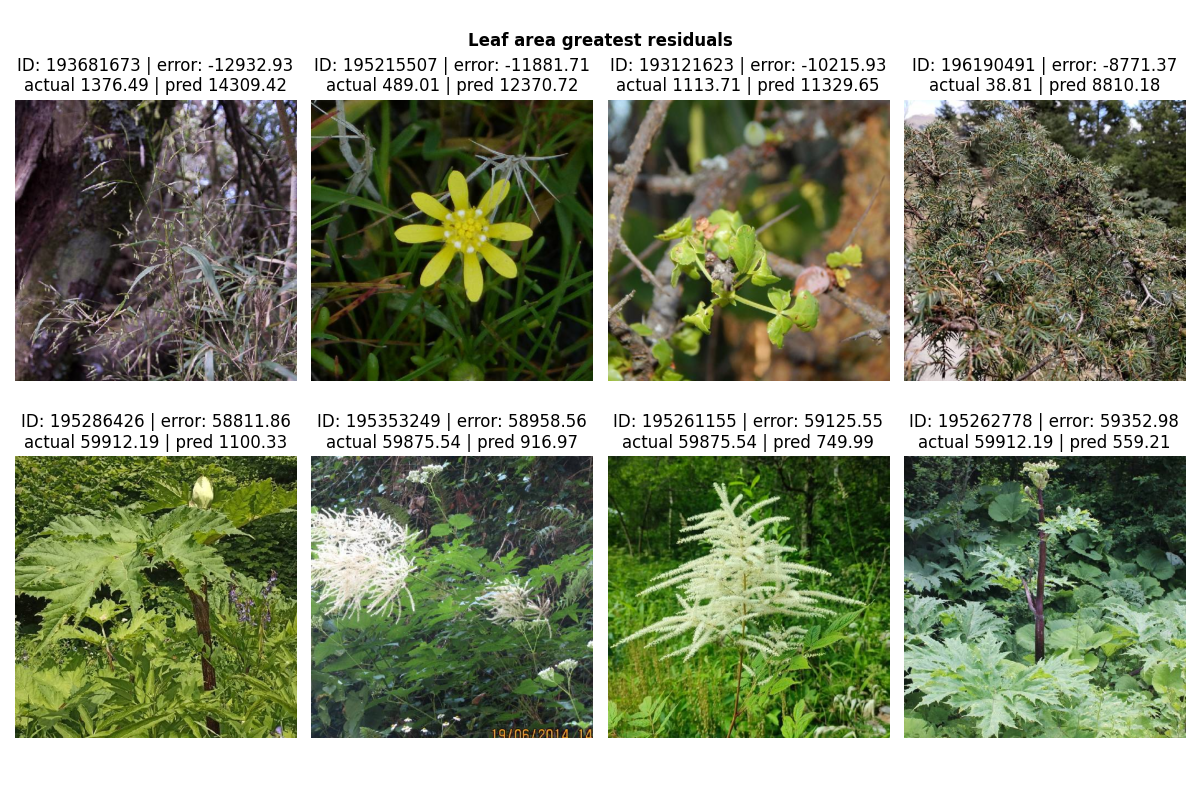 Leaf area greatest residuals
ID: 193681673 | error: -12932.93
actual 1376.49 | pred 14309.42
ID: 195215507 | error: -11881.71
actual 489.01 | pred 12370.72
ID: 193121623 | error: -10215.93
actual 1113.71 | pred 11329.65
ID: 196190491 | error: -8771.37
actual 38.81 | pred 8810.18
ID: 195286426 | error: 58811.86
actual 59912.19 | pred 1100.33
ID: 195353249 | error: 58958.56
actual 59875.54 | pred 916.97
ID: 195261155 | error: 59125.55
actual 59875.54 | pred 749.99
ID: 195262778 | error: 59352.98
actual 59912.19 | pred 559.21
19/06/2014 14